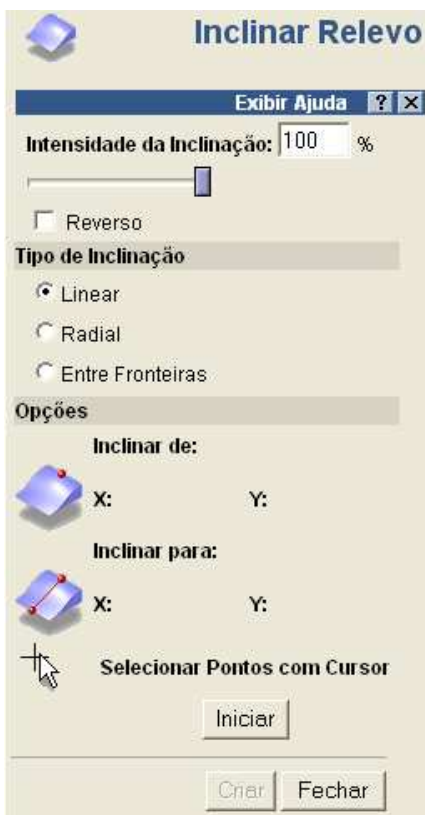 Inclinar Relevo
Exibir Ajuda ? ×
Intensidade da Inclinação: 100 %
Reverso
Tipo de Inclinação
Linear
Radial
Entre Fronteiras
Opções
Inclinar de:
X: Y:
Inclinar para:
X: Y:
Selecionar Pontos com Cursor
Iniciar
Criar Fechar